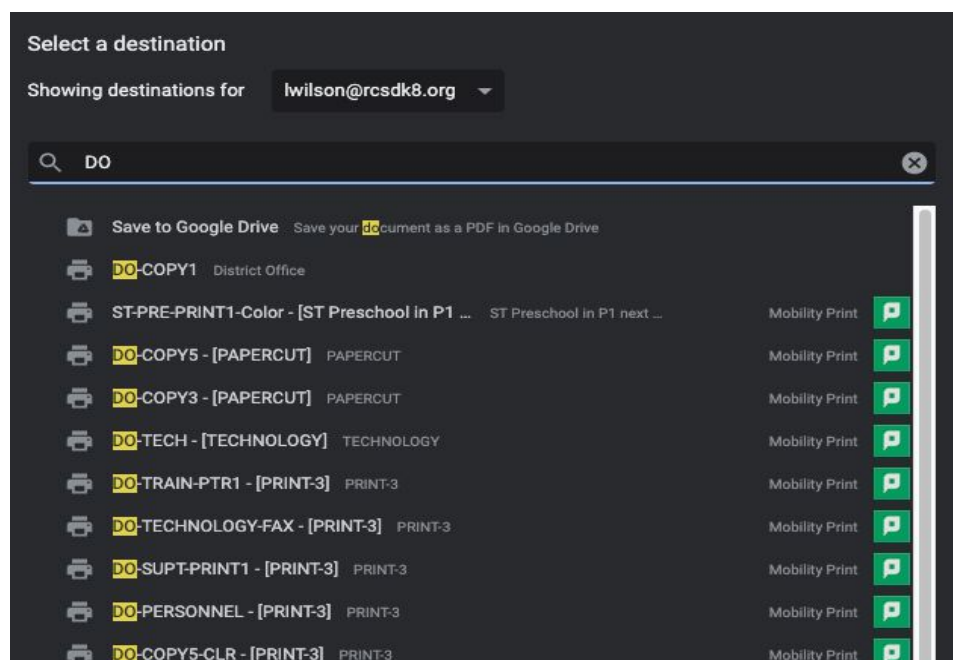 Select a destination
Showing destinations for lwilson@rcsdk8.org
DO
Save to Google Drive Save your document as a PDF in Google Drive
DO-COPY1 District Office
ST-PRE-PRINT1-Color - [ST Preschool in P1 ... ST Preschool in P1 next ... Mobility Print
DO-COPY5 - [PAPERCUT] PAPERCUT Mobility Print
DO-COPY3 - [PAPERCUT] PAPERCUT Mobility Print
DO-TECH - [TECHNOLOGY] TECHNOLOGY Mobility Print
DO-TRAIN-PTR1 - [PRINT-3] PRINT-3 Mobility Print
DO-TECHNOLOGY-FAX - [PRINT-3] PRINT-3 Mobility Print
DO-SUPT-PRINT1 - [PRINT-3] PRINT-3 Mobility Print
DO-PERSONNEL - [PRINT-3] PRINT-3 Mobility Print
DO-COPY5-CLR - [PRINT-3] PRINT-3 Mobility Print